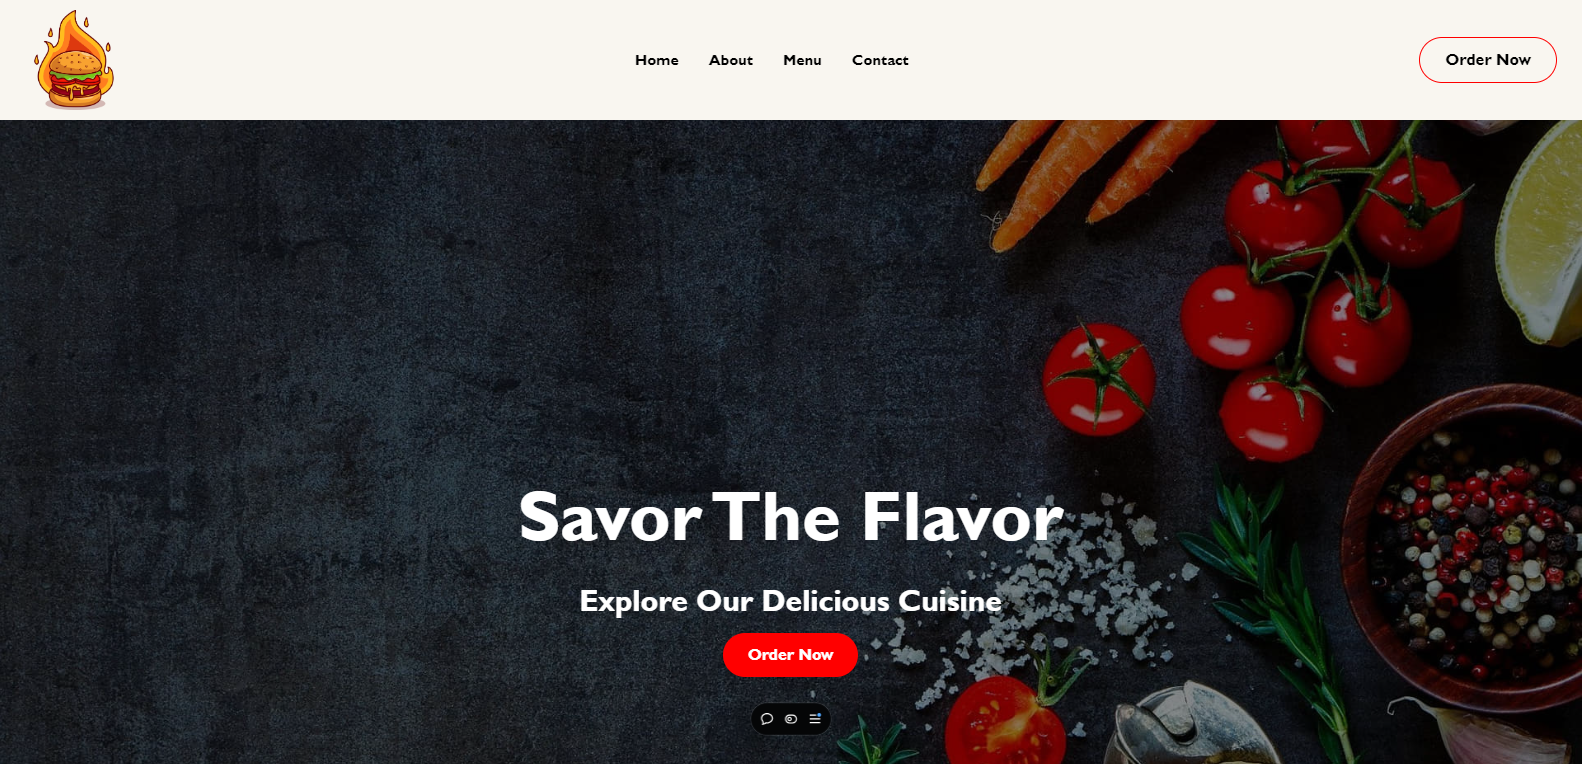 Home About Menu Contact Order Now
Savor The Flavor
Explore Our Delicious Cuisine
Order Now